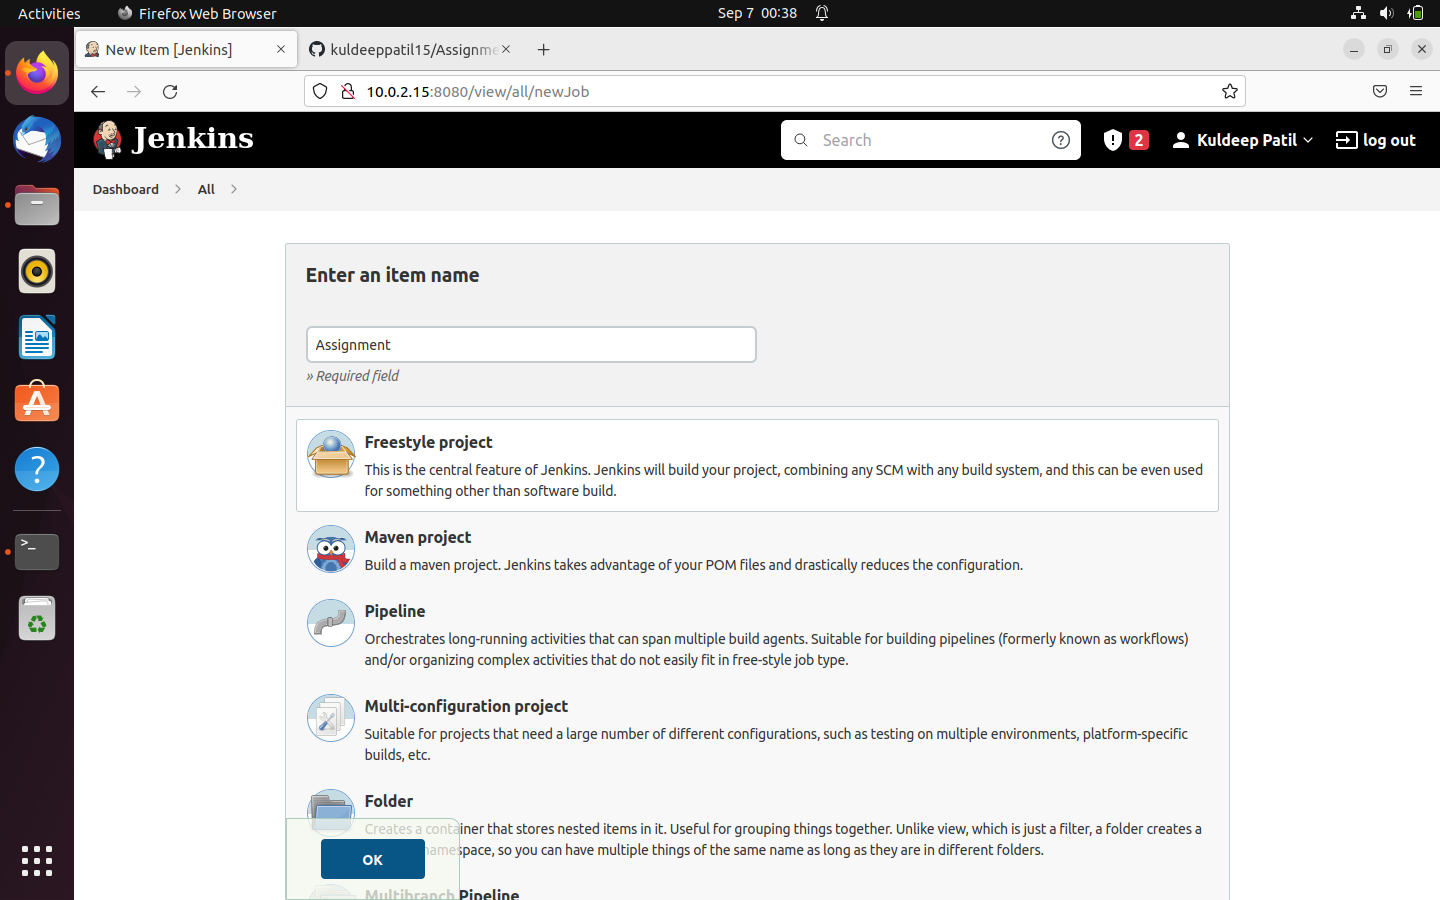 Activities Firefox Web Browser Sep 7 00:38
New Item [Jenkins] kuldeeppatil15/Assignme
10.0.2.15:8080/view/all/newJob
Jenkins Search 2 Kuldeep Patil log out
Dashboard All
Enter an item name
Assignment
» Required field
Freestyle project
This is the central feature of Jenkins. Jenkins will build your project, combining any SCM with any build system, and this can be even used
for something other than software build.
Maven project
Build a maven project. Jenkins takes advantage of your POM files and drastically reduces the configuration.
Pipeline
Orchestrates long-running activities that can span multiple build agents. Suitable for building pipelines (formerly known as workflows)
and/or organizing complex activities that do not easily fit in free-style job type.
Multi-configuration project
Suitable for projects that need a large number of different configurations, such as testing on multiple environments, platform-specific
builds, etc.
Folder
Creates a container that stores nested items in it. Useful for grouping things together. Unlike view, which is just a filter, a folder creates a
namespace, so you can have multiple things of the same name as long as they are in different folders.
OK
Multibranch Pipeline